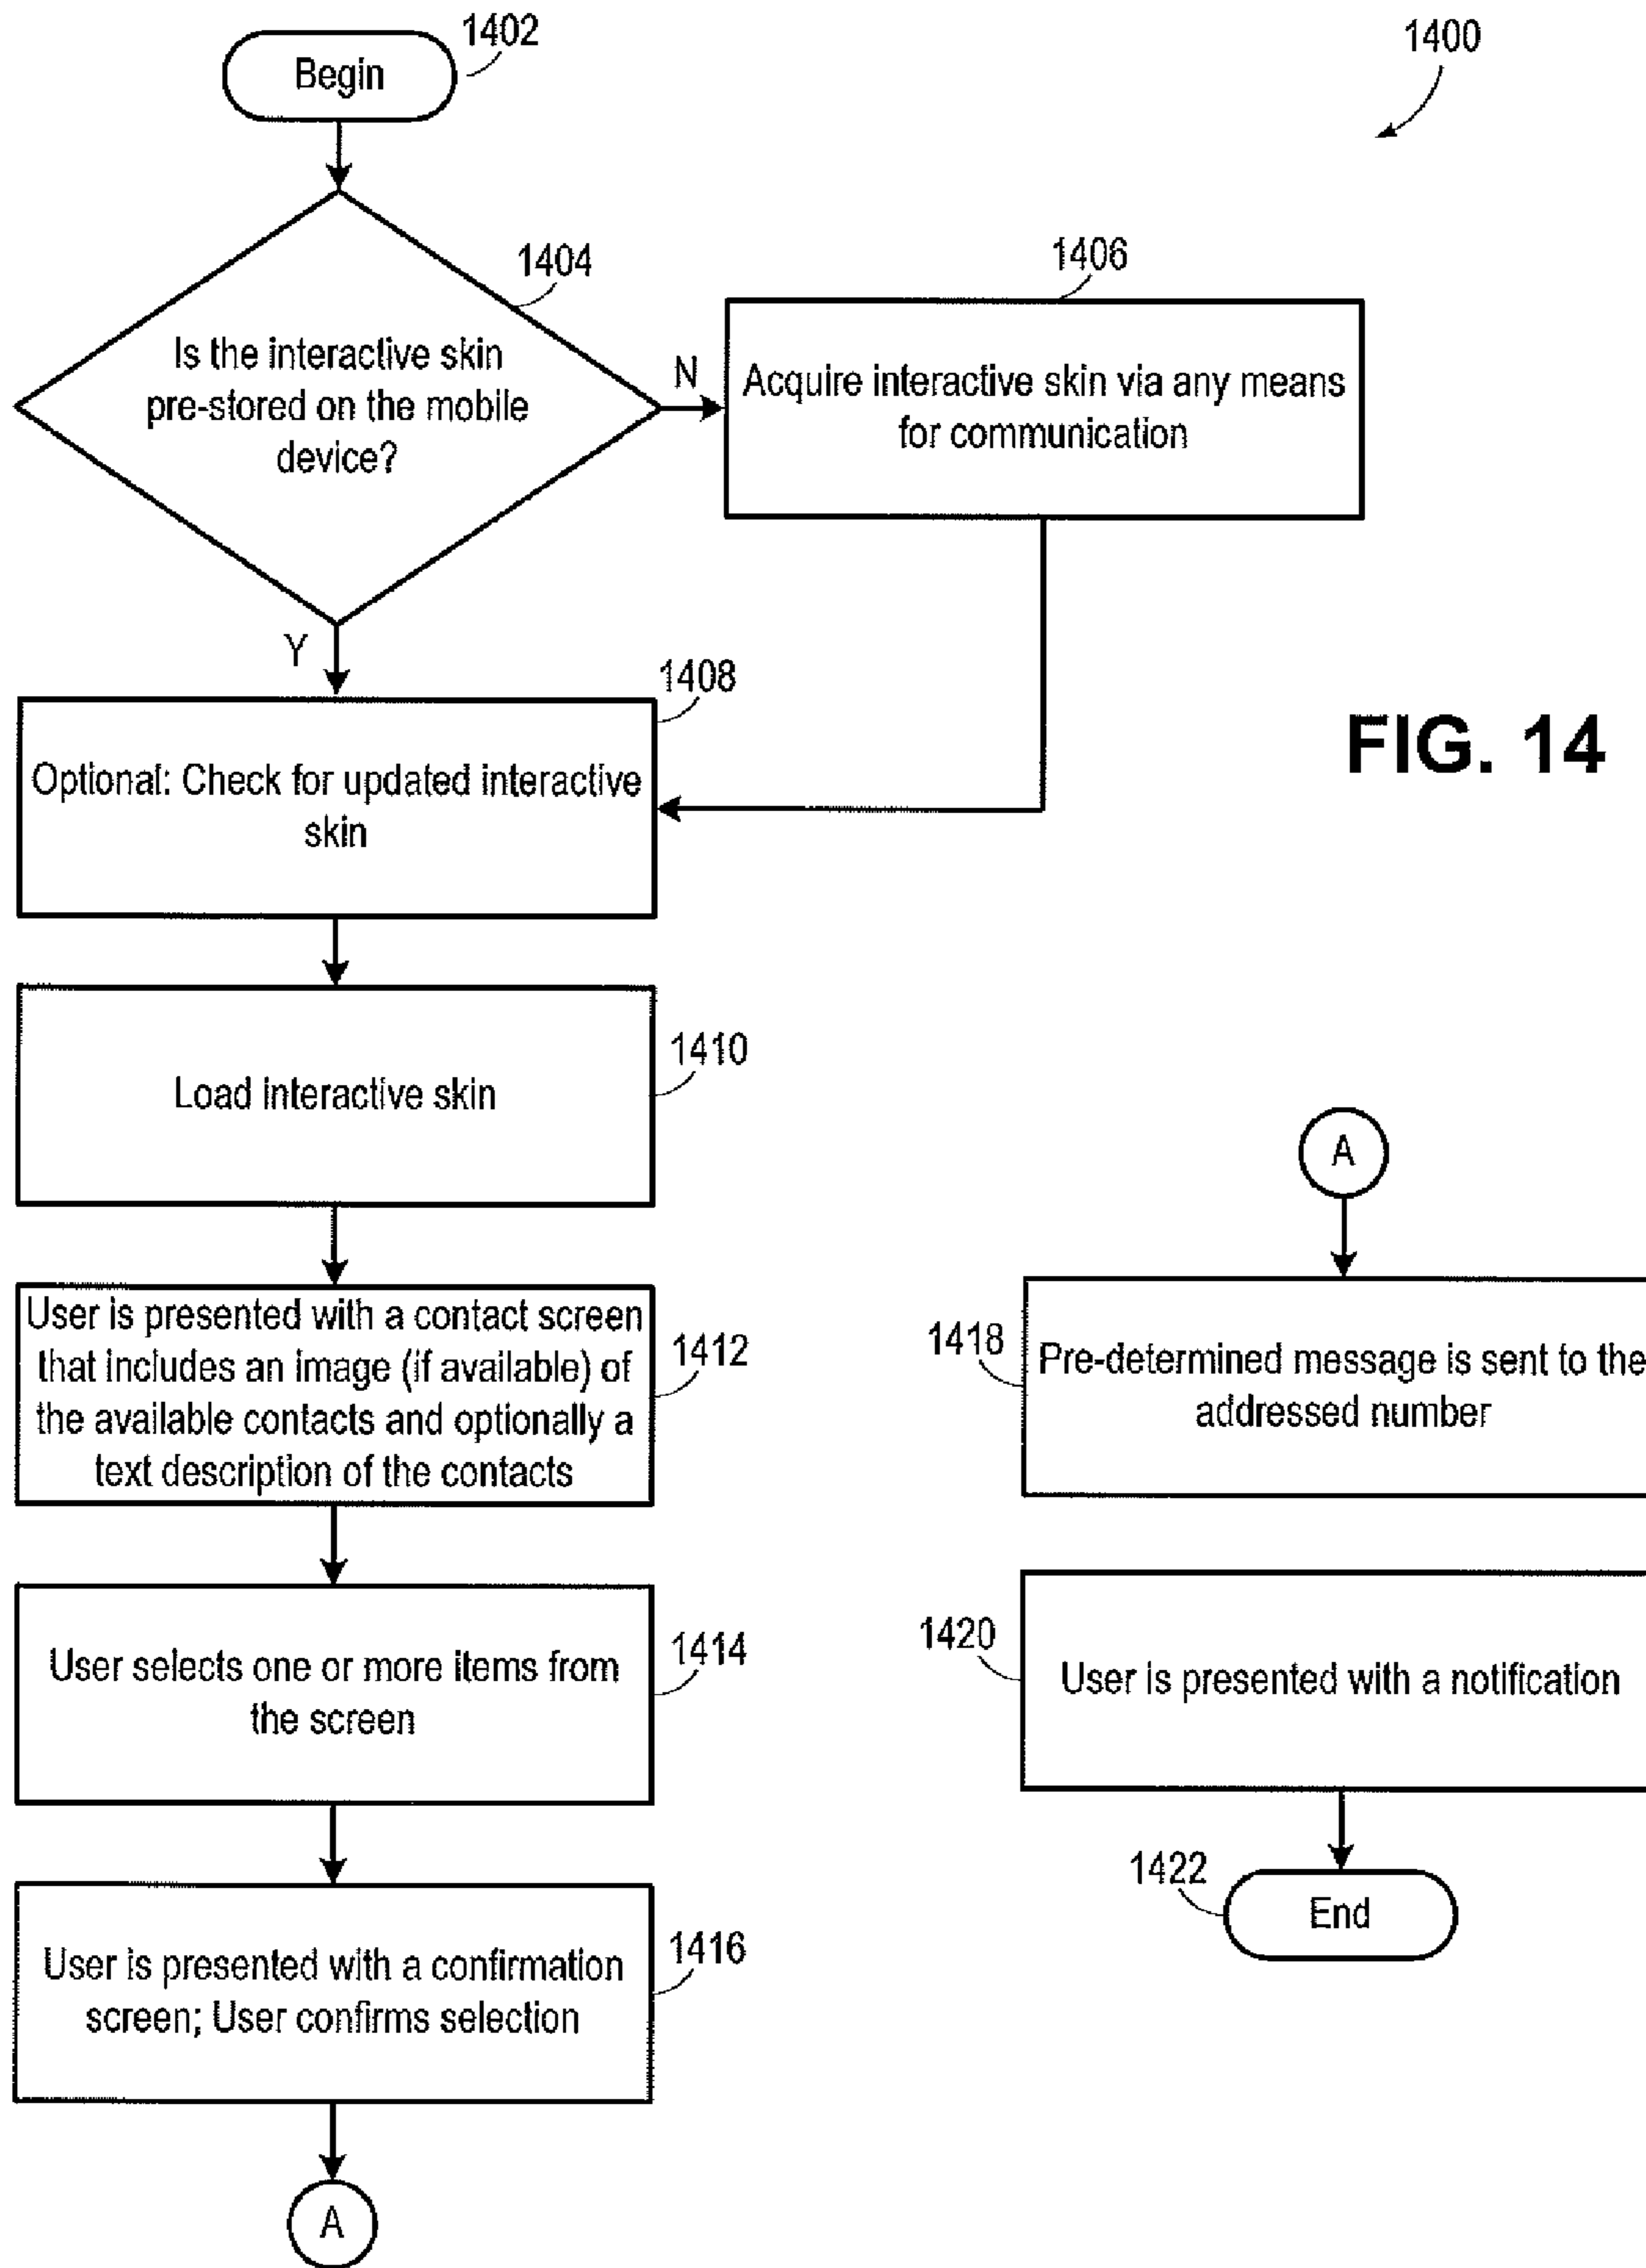 1402
Begin
1400
1404
Is the interactive skin
pre-stored on the mobile
device?
N
1406
Acquire interactive skin via any means
for communication
Y
1408
Optional: Check for updated interactive
skin
FIG. 14
1410
Load interactive skin
1412
User is presented with a contact screen
that includes an image (if available) of
the available contacts and optionally a
text description of the contacts
1414
User selects one or more items from
the screen
1416
User is presented with a confirmation
screen; User confirms selection
A
A
1418
Pre-determined message is sent to the
addressed number
1420
User is presented with a notification
1422
End